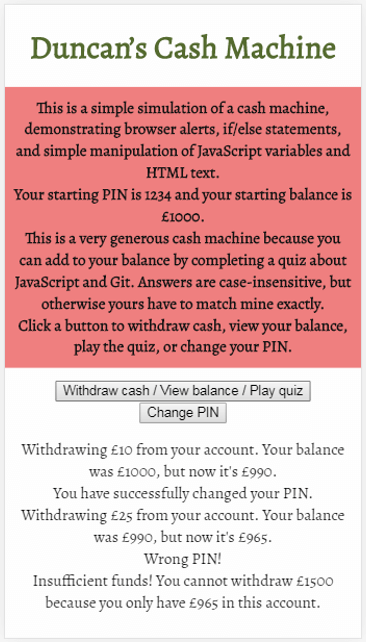 Duncan’s Cash Machine
This is a simple simulation of a cash machine,
demonstrating browser alerts, if/else statements,
and simple manipulation of JavaScript variables and
HTML text.
Your starting PIN is 1234 and your starting balance is
£1000.
This is a very generous cash machine because you
can add to your balance by completing a quiz about
JavaScript and Git. Answers are case-insensitive, but
otherwise yours have to match mine exactly.
Click a button to withdraw cash, view your balance,
play the quiz, or change your PIN.
Withdraw cash / View balance / Play quiz
Change PIN
Withdrawing £10 from your account. Your balance
was £1000, but now it's £990.
You have successfully changed your PIN.
Withdrawing £25 from your account. Your balance
was £990, but now it's £965.
Wrong PIN!
Insufficient funds! You cannot withdraw £1500
because you only have £965 in this account.